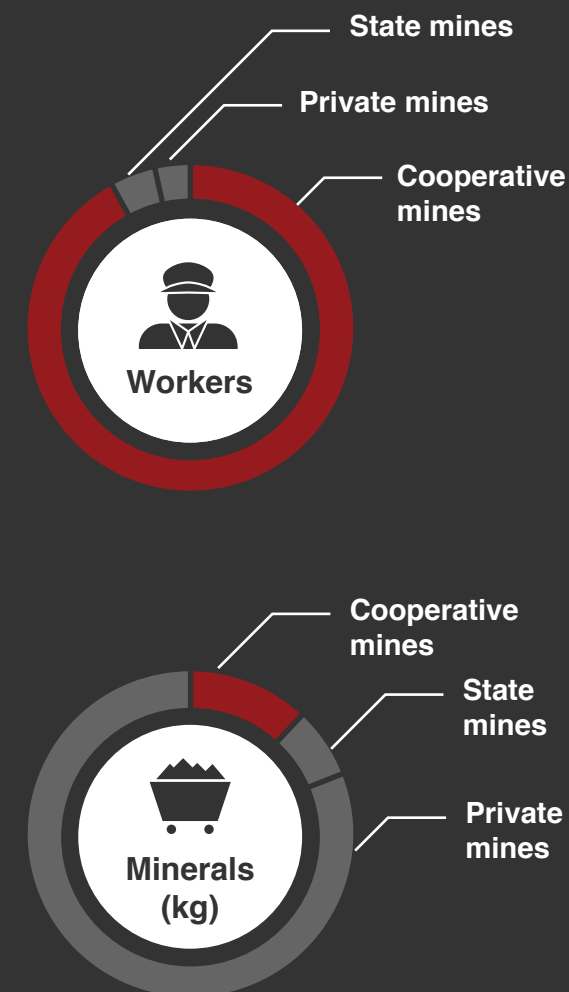 State mines
Private mines
Cooperative
mines
Workers
Cooperative
mines
State
mines
Private
mines
Minerals
(kg)